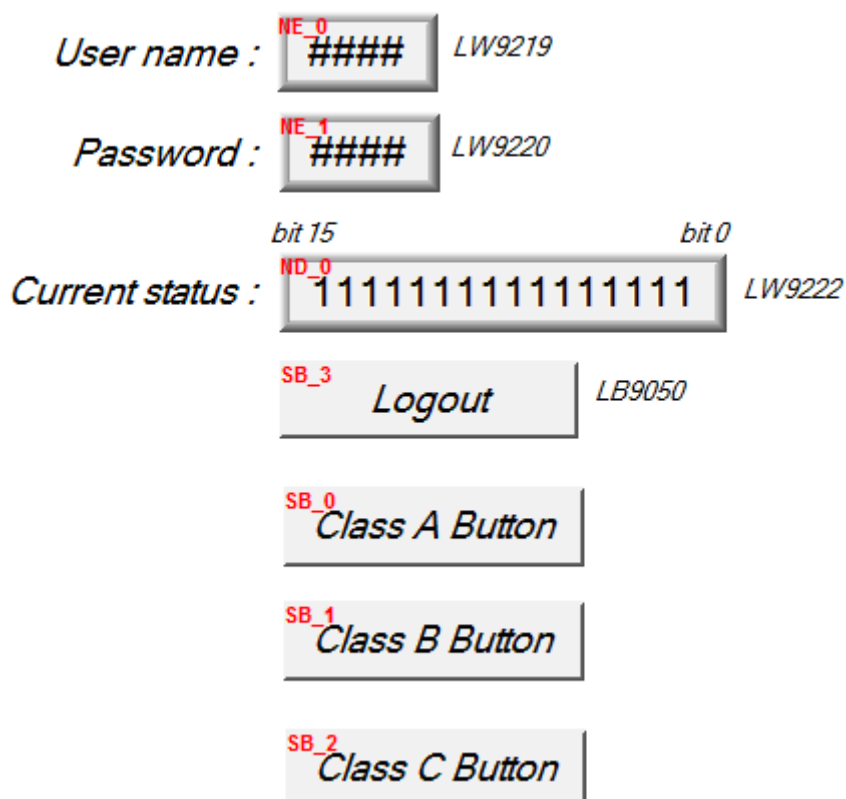 NE_0
User name : #### LW9219
NE_1
Password : #### LW9220
bit 15 bit 0
ND_0
Current status : 1111111111111111 LW9222
SB_3
Logout LB9050
SB_0
Class A Button
SB_1
Class B Button
SB_2
Class C Button